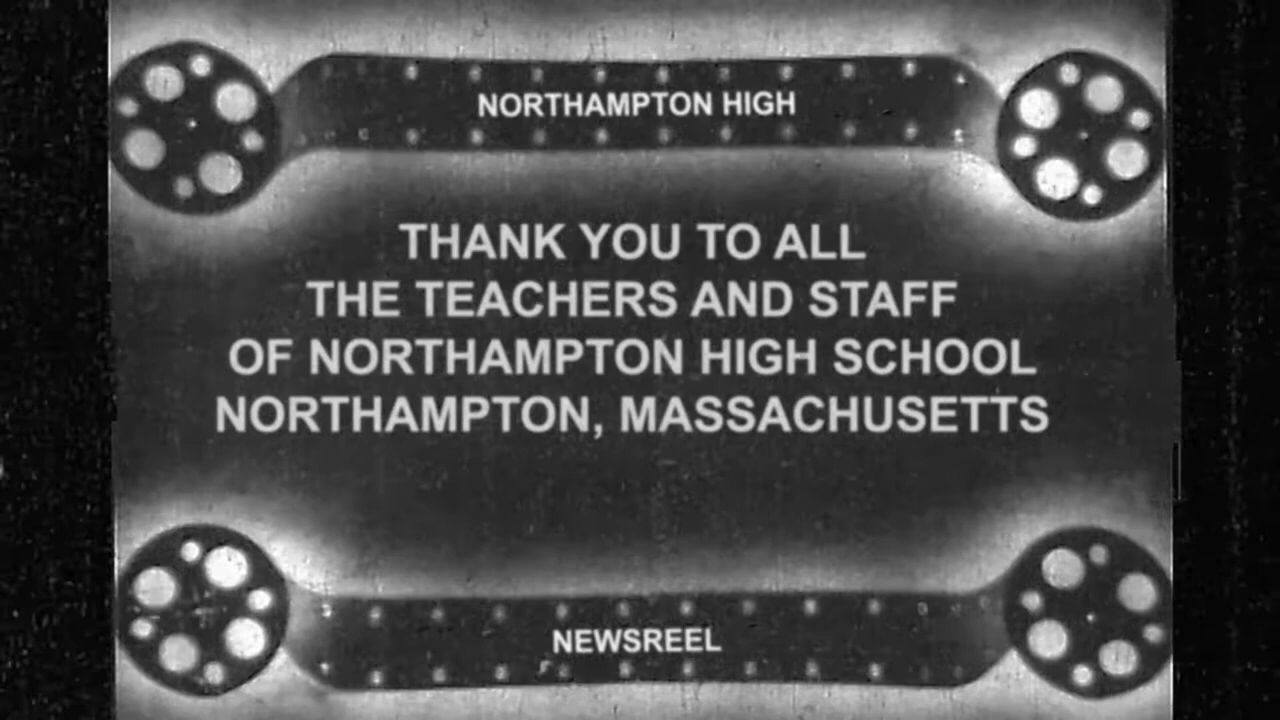 NORTHAMPTON HIGH
THANK YOU TO ALL
THE TEACHERS AND STAFF
OF NORTHAMPTON HIGH SCHOOL
NORTHAMPTON, MASSACHUSETTS
NEWSREEL